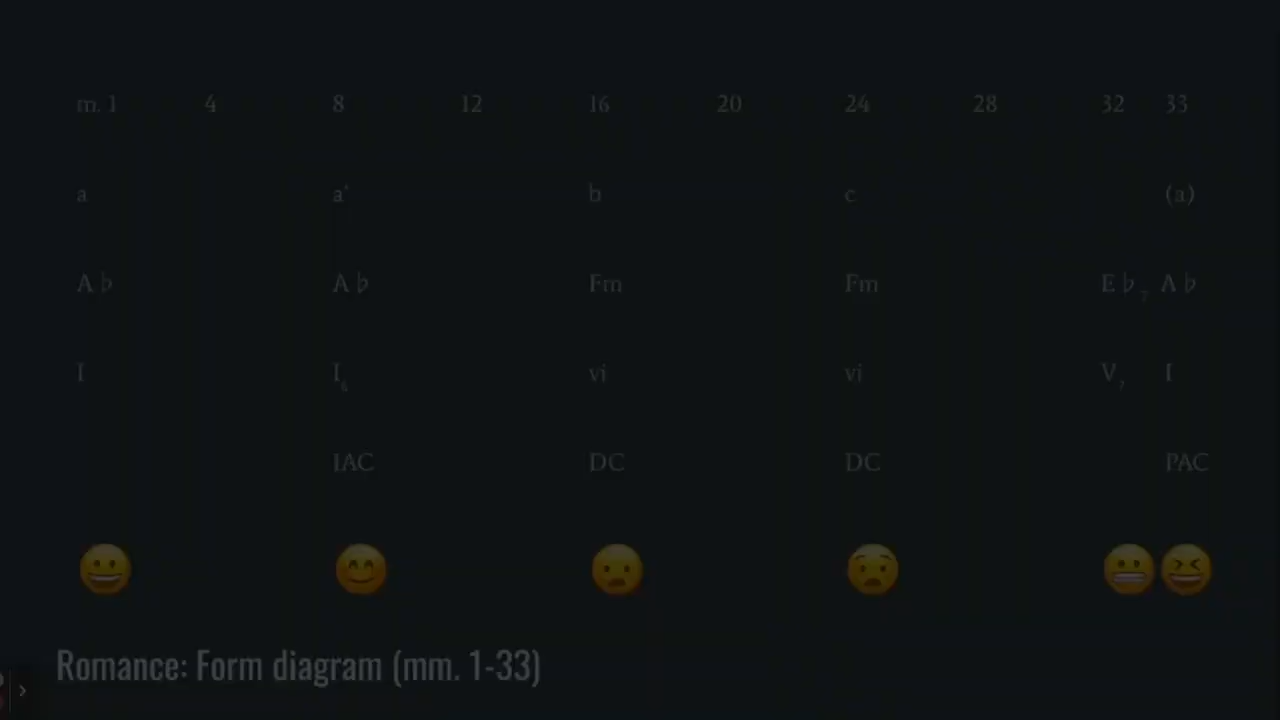 m. 1 4 8 12 16 20 24 28 32 33
a a' b c (a)
A♭ A♭ Fm Fm E♭7 A♭
I I6 vi vi V7 I
IAC DC DC PAC
Romance: Form diagram (mm. 1-33)